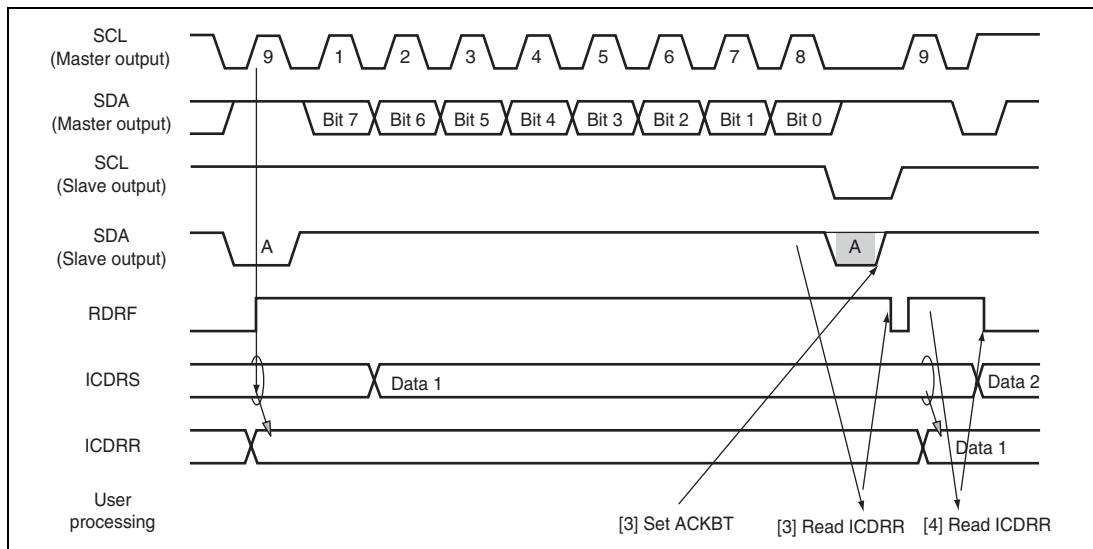 SCL
(Master output)
9 1 2 3 4 5 6 7 8 9
SDA
(Master output)
Bit 7 Bit 6 Bit 5 Bit 4 Bit 3 Bit 2 Bit 1 Bit 0
SCL
(Slave output)
SDA
(Slave output)
A A
RDRF
ICDRS
Data 1 Data 2
ICDRR
Data 1
User
processing
[3] Set ACKBT [3] Read ICDRR [4] Read ICDRR